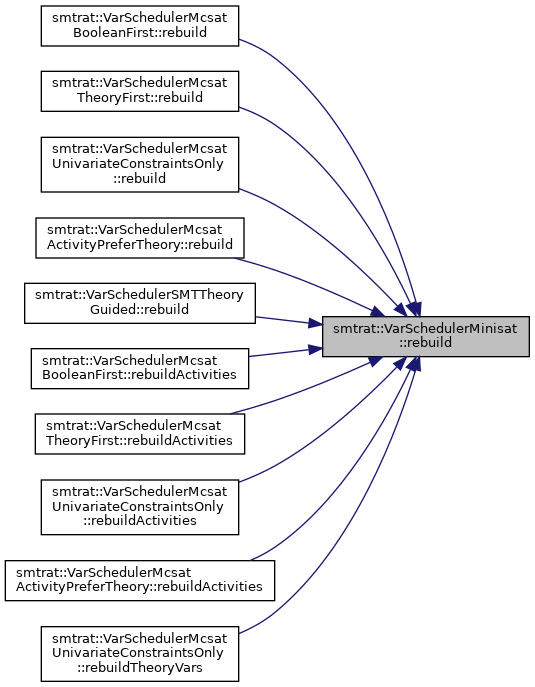 smtrat::VarSchedulerMcsat
BooleanFirst::rebuild
smtrat::VarSchedulerMcsat
TheoryFirst::rebuild
smtrat::VarSchedulerMcsat
UnivariateConstraintsOnly
::rebuild
smtrat::VarSchedulerMcsat
ActivityPreferTheory::rebuild
smtrat::VarSchedulerSMTTheory
Guided::rebuild
smtrat::VarSchedulerMinisat
::rebuild
smtrat::VarSchedulerMcsat
BooleanFirst::rebuildActivities
smtrat::VarSchedulerMcsat
TheoryFirst::rebuildActivities
smtrat::VarSchedulerMcsat
UnivariateConstraintsOnly
::rebuildActivities
smtrat::VarSchedulerMcsat
ActivityPreferTheory::rebuildActivities
smtrat::VarSchedulerMcsat
UnivariateConstraintsOnly
::rebuildTheoryVars